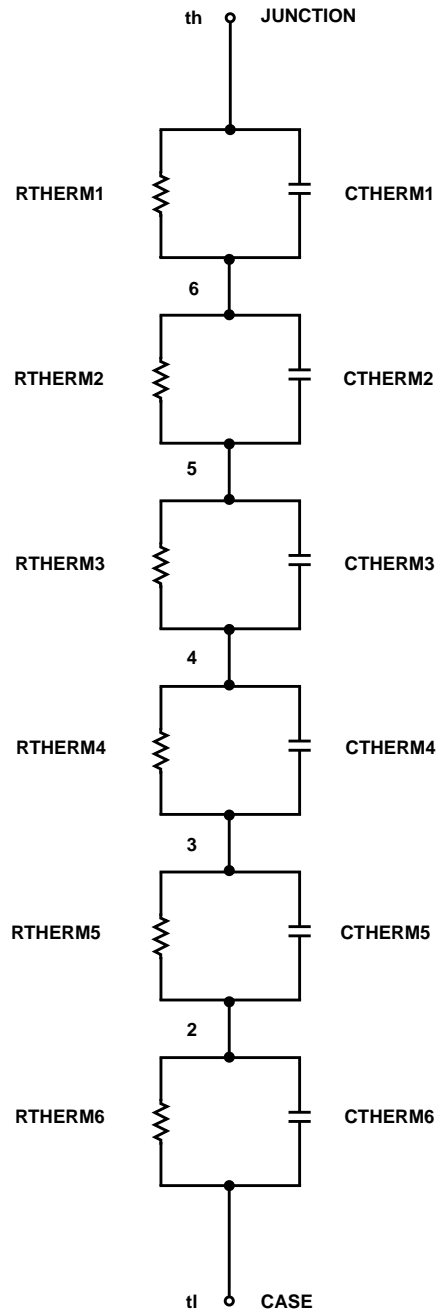 th JUNCTION
RTHERM1 CTHERM1
6
RTHERM2 CTHERM2
5
RTHERM3 CTHERM3
4
RTHERM4 CTHERM4
3
RTHERM5 CTHERM5
2
RTHERM6 CTHERM6
tl CASE